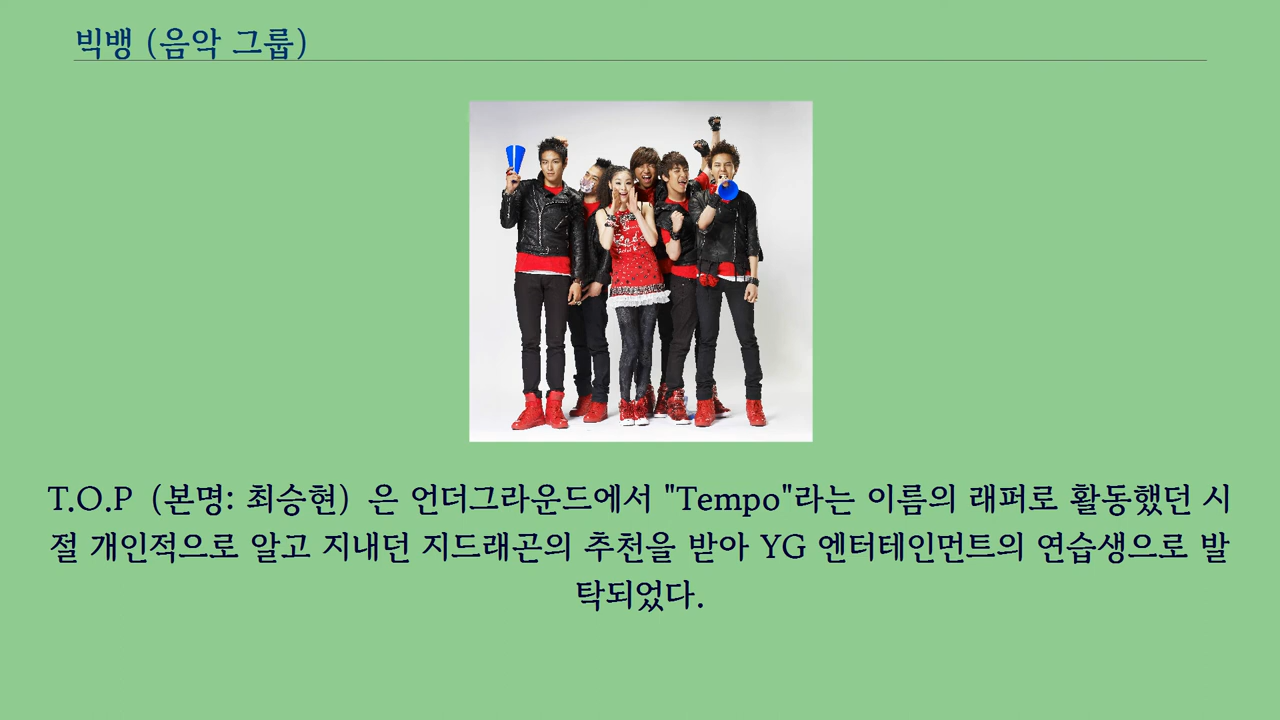 빅뱅 (음악 그룹)
T.O.P (본명: 최승현) 은 언더그라운드에서 "Tempo"라는 이름의 래퍼로 활동했던 시
절 개인적으로 알고 지내던 지드래곤의 추천을 받아 YG 엔터테인먼트의 연습생으로 발
탁되었다.